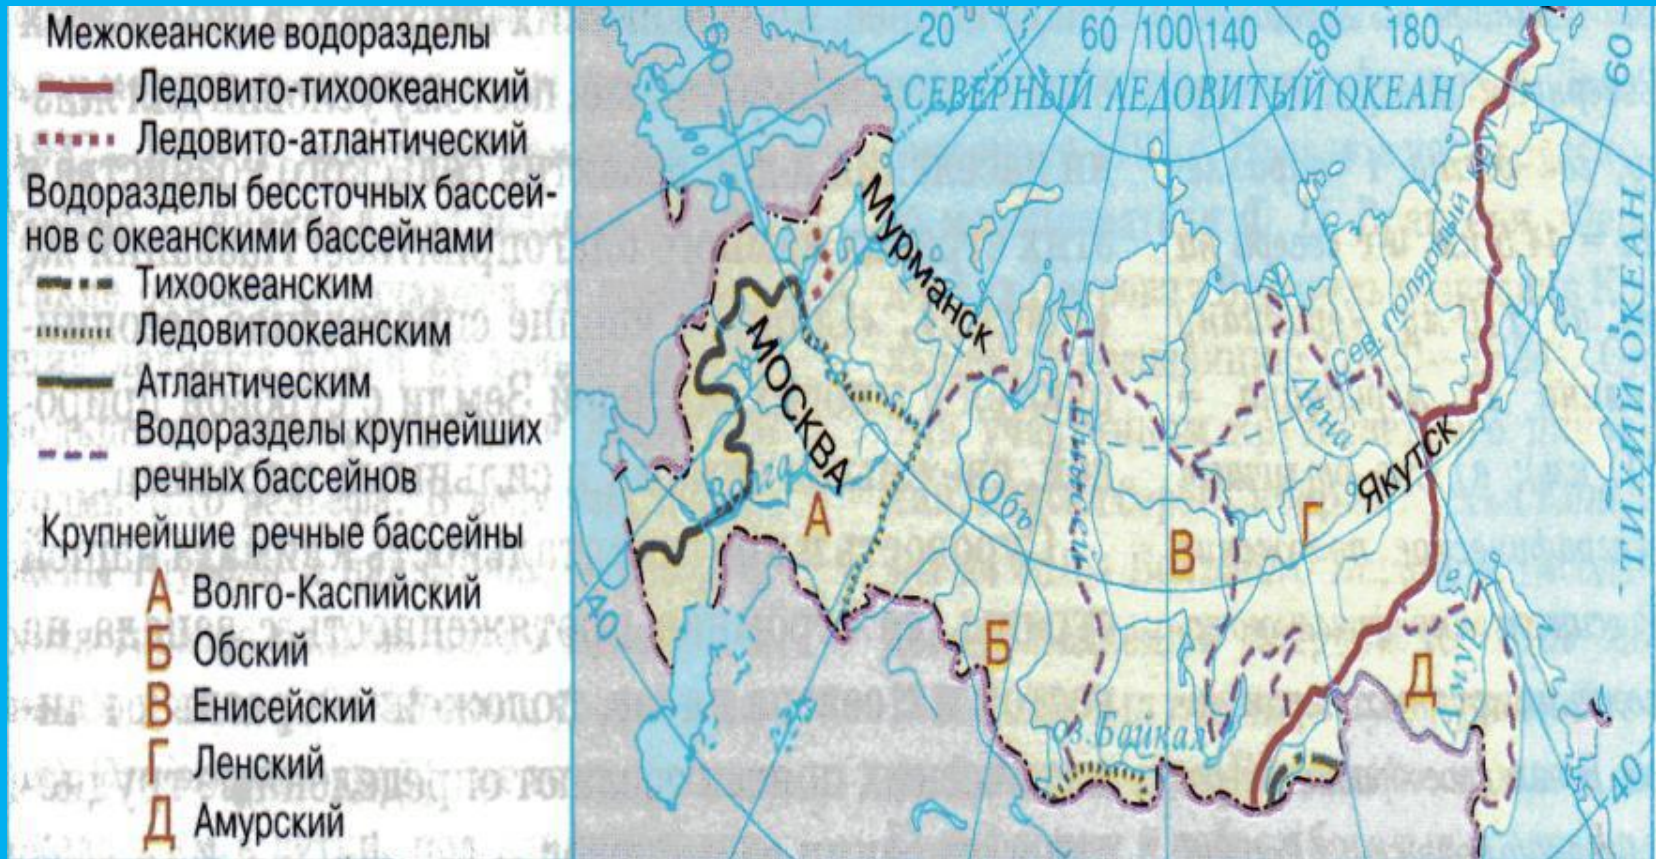 Межокеанские водоразделы
Ледовито-тихоокеанский
Ледовито-атлантический
Водоразделы бессточных бассей-
нов с океанскими бассейнами
Тихоокеанским
Ледовитоокеанским
Атлантическим
Водоразделы крупнейших
речных бассейнов
Крупнейшие речные бассейны
А Волго-Каспийский
Б Обский
В Енисейский
Г Ленский
Д Амурский
20 60 100 140 80 180
60
60
СЕВЕРНЫЙ ЛЕДОВИТЫЙ ОКЕАН
ТИХИЙ ОКЕАН
Сев. полярный круг
Мурманск
МОСКВА
Якутск
Волга
Обь
Енисей
Лена
Амур
оз. Байкал
А
Б
В
Г
Д
40
40